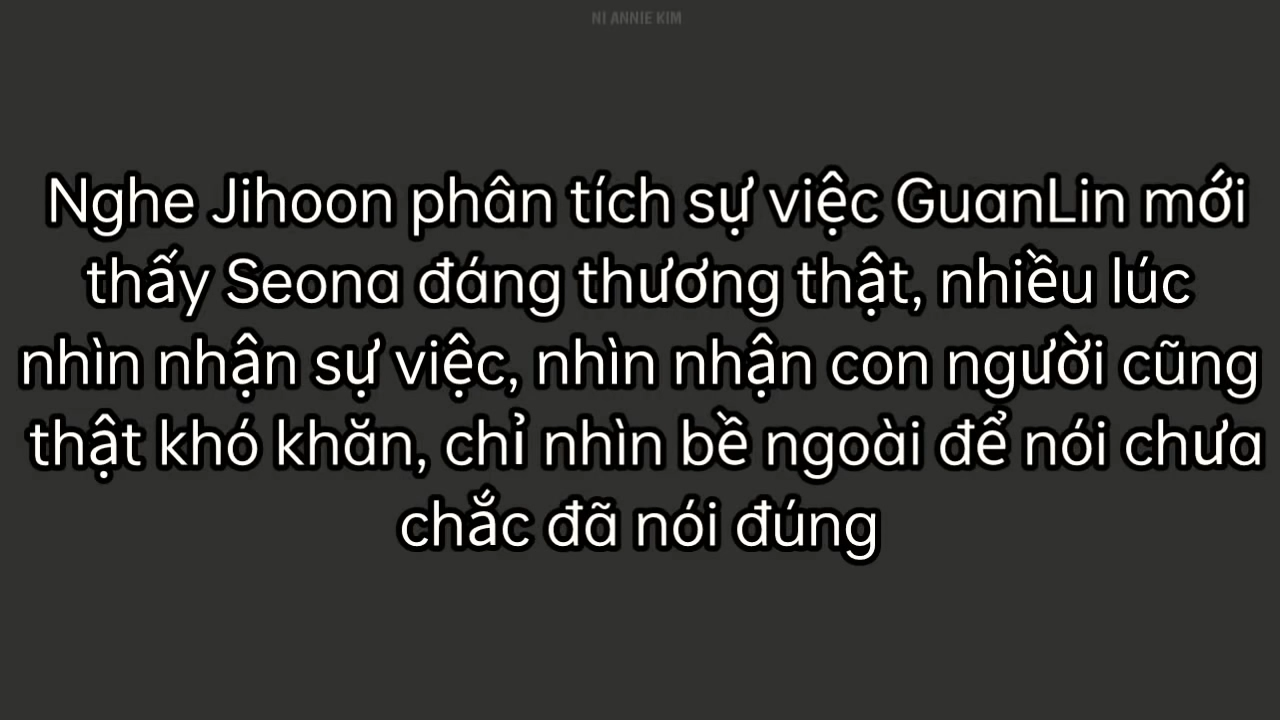 NI ANNIE KIM
Nghe Jihoon phân tích sự việc GuanLin mới
thấy Seona đáng thương thật, nhiều lúc
nhìn nhận sự việc, nhìn nhận con người cũng
thật khó khăn, chỉ nhìn bề ngoài để nói chưa
chắc đã nói đúng